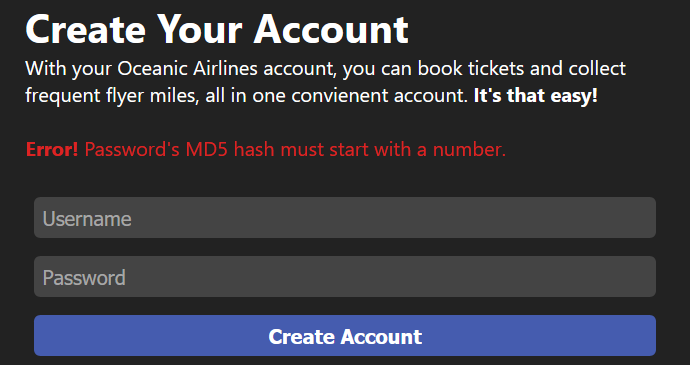 Create Your Account
With your Oceanic Airlines account, you can book tickets and collect
frequent flyer miles, all in one convienent account. It's that easy!
Error! Password's MD5 hash must start with a number.
Username
Password
Create Account